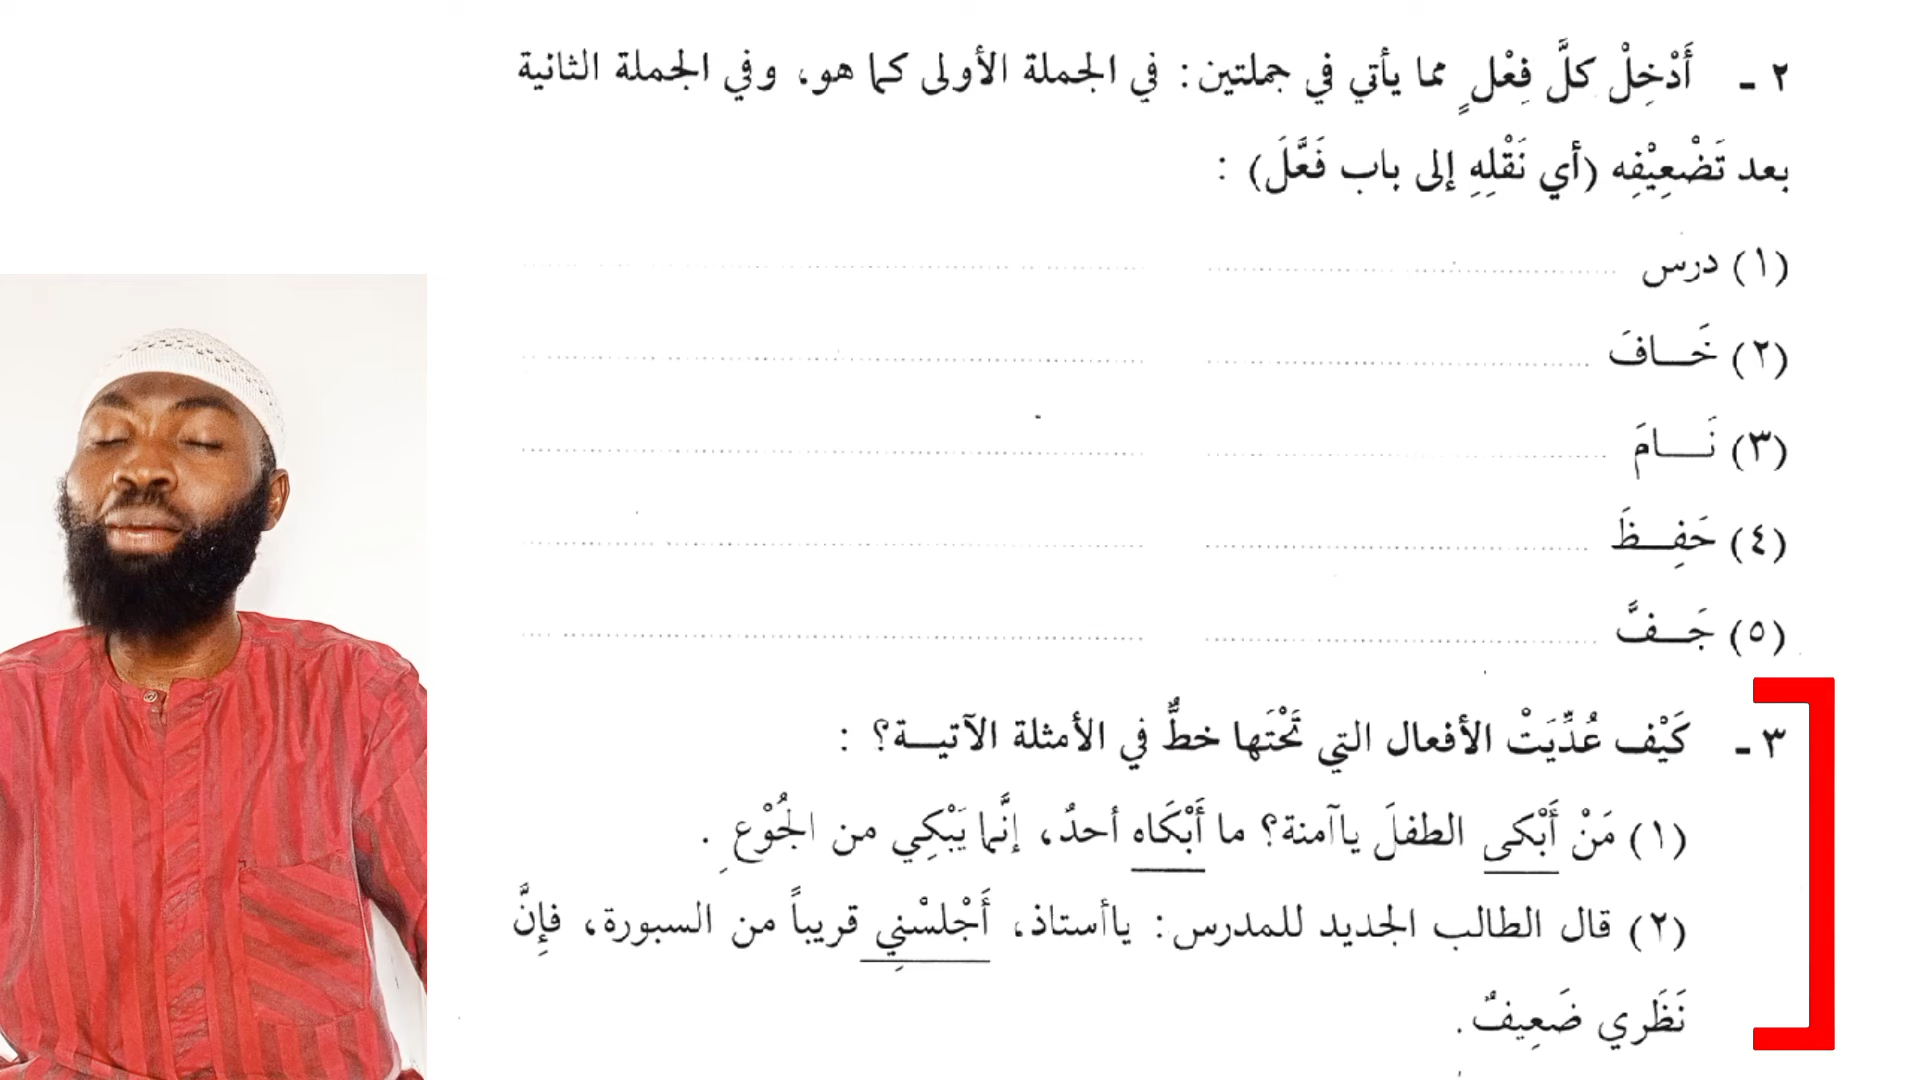 ٢ - أَدْخِلْ كلَّ فِعْلٍ مما يأتي في جملتين: في الجملة الأولى كما هو، وفي الجملة الثانية
بعد تَضْعِيْفِه (أي نَقْلِهِ إلى باب فَعَّلَ) :
(١) درس
(٢) خَـافَ
(٣) نَـامَ
(٤) حَفِـظَ
(٥) جَـفَّ
٣ - كَيْف عُدِّيَتْ الأفعال التي تَحْتَها خطٌّ في الأمثلة الآتيـة؟ :
(١) مَنْ أَبْكى الطفلَ ياآمنة؟ ما أَبْكَاه أحدٌ، إنَّما يَبْكِي من الجُوْعِ .
(٢) قال الطالب الجديد للمدرس: ياأستاذ، أَجْلسْنِي قريباً من السبورة، فإِنَّ
نَظَري ضَعِيفٌ.